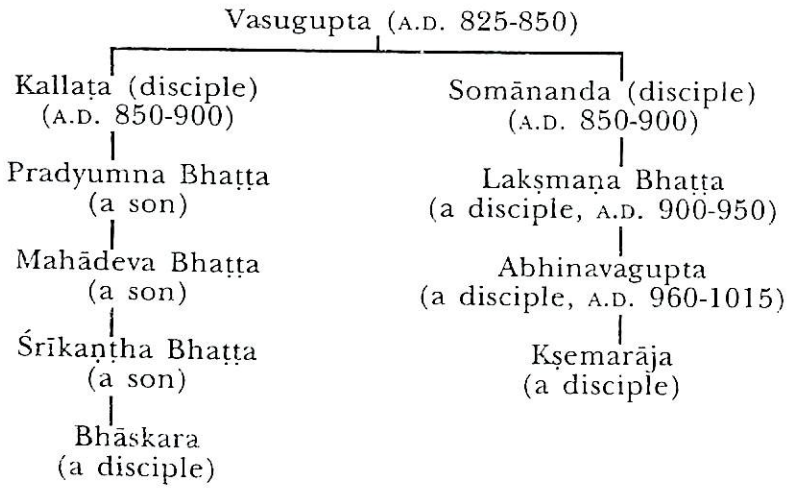 Vasugupta (A.D. 825-850)
Kallaṭa (disciple)
(A.D. 850-900)
Pradyumna Bhaṭṭa
(a son)
Mahādeva Bhaṭṭa
(a son)
Śrīkaṇṭha Bhaṭṭa
(a son)
Bhāskara
(a disciple)
Somānanda (disciple)
(A.D. 850-900)
Lakṣmaṇa Bhaṭṭa
(a disciple, A.D. 900-950)
Abhinavagupta
(a disciple, A.D. 960-1015)
Kṣemarāja
(a disciple)